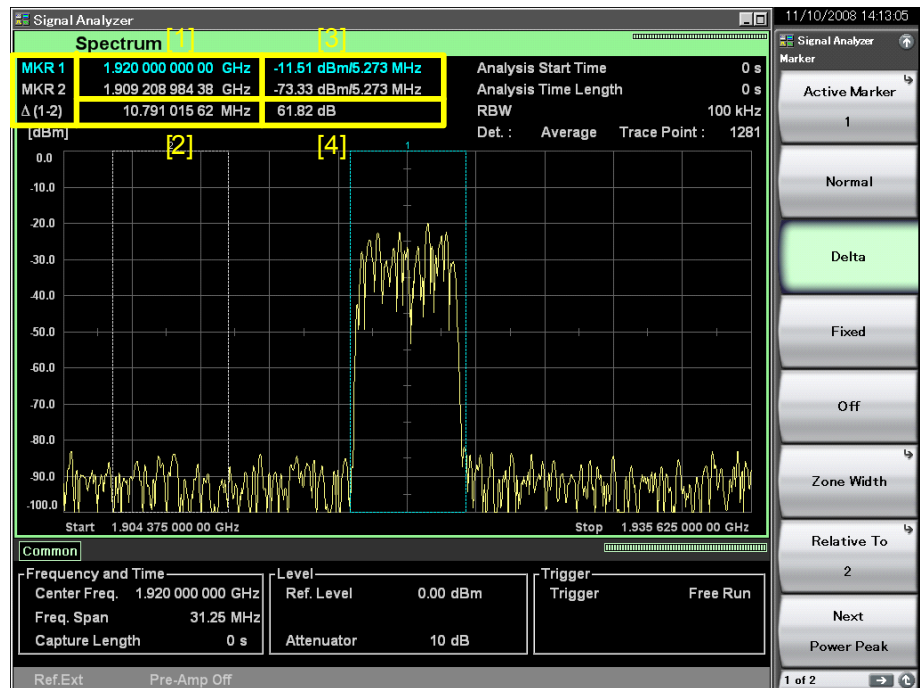 Signal Analyzer
11/10/2008 14:13:05
Spectrum
[1]
[3]
MKR 1 1.920 000 000 00 GHz -11.51 dBm/5.273 MHz
MKR 2 1.909 208 984 38 GHz -73.33 dBm/5.273 MHz
Δ (1-2) 10.791 015 62 MHz 61.82 dB
[2]
[4]
Analysis Start Time 0 s
Analysis Time Length 0 s
RBW 100 kHz
Det. : Average Trace Point : 1281
[dBm]
2
1
0.0
-10.0
-20.0
-30.0
-40.0
-50.0
-60.0
-70.0
-80.0
-90.0
-100.0
Start 1.904 375 000 00 GHz
Stop 1.935 625 000 00 GHz
Common
Frequency and Time
Center Freq. 1.920 000 000 GHz
Freq. Span 31.25 MHz
Capture Length 0 s
Level
Ref. Level 0.00 dBm
Attenuator 10 dB
Trigger
Trigger Free Run
Ref.Ext Pre-Amp Off
Signal Analyzer
Marker
Active Marker
1
Normal
Delta
Fixed
Off
Zone Width
Relative To
2
Next
Power Peak
1 of 2